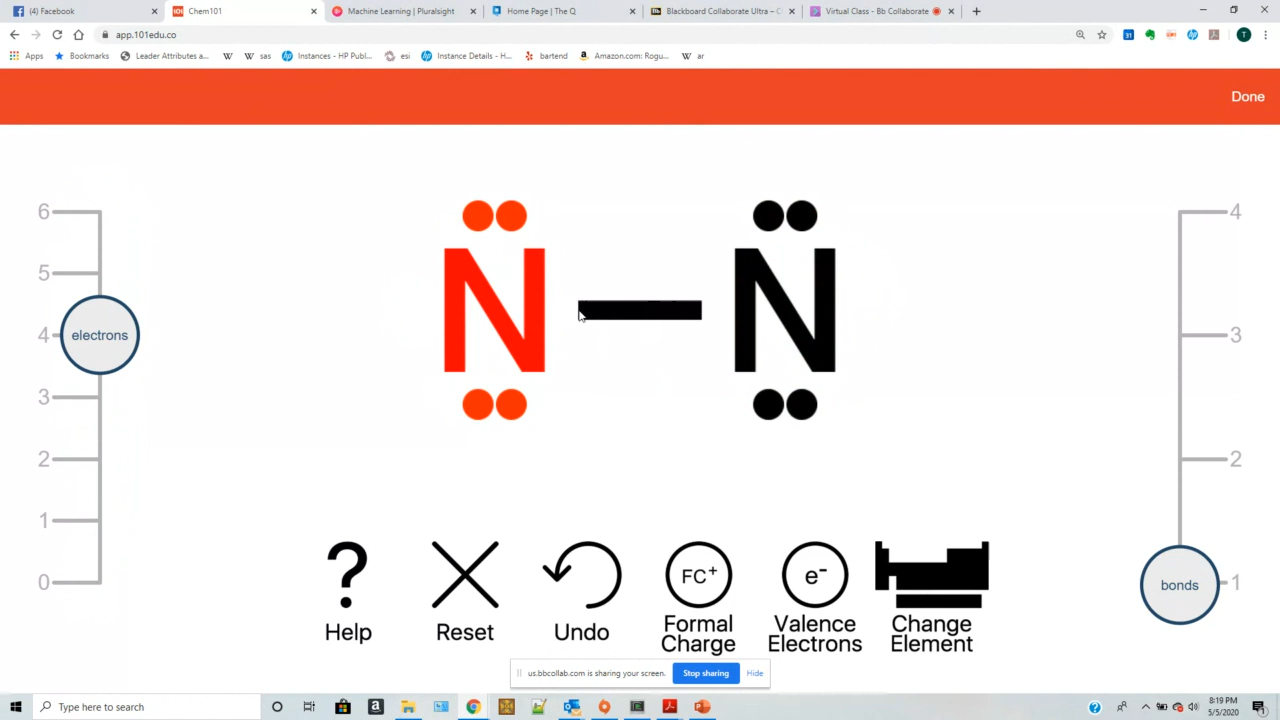 (4) Facebook
Chem101
Machine Learning | Pluralsight
Home Page | The Q
Blackboard Collaborate Ultra – C
Virtual Class - Bb Collaborate
app.101edu.co
Apps
Bookmarks
Leader Attributes a...
sas
Instances - HP Publ...
esi
Instance Details - H...
bartend
Amazon.com: Rogu...
ar
Done
6
5
4
3
2
1
0
electrons
N
N
4
3
2
1
bonds
?
FC+
e-
Help
Reset
Undo
Formal
Charge
Valence
Electrons
Change
Element
us.bbcollab.com is sharing your screen.
Stop sharing
Hide
Type here to search
8:19 PM
5/5/2020